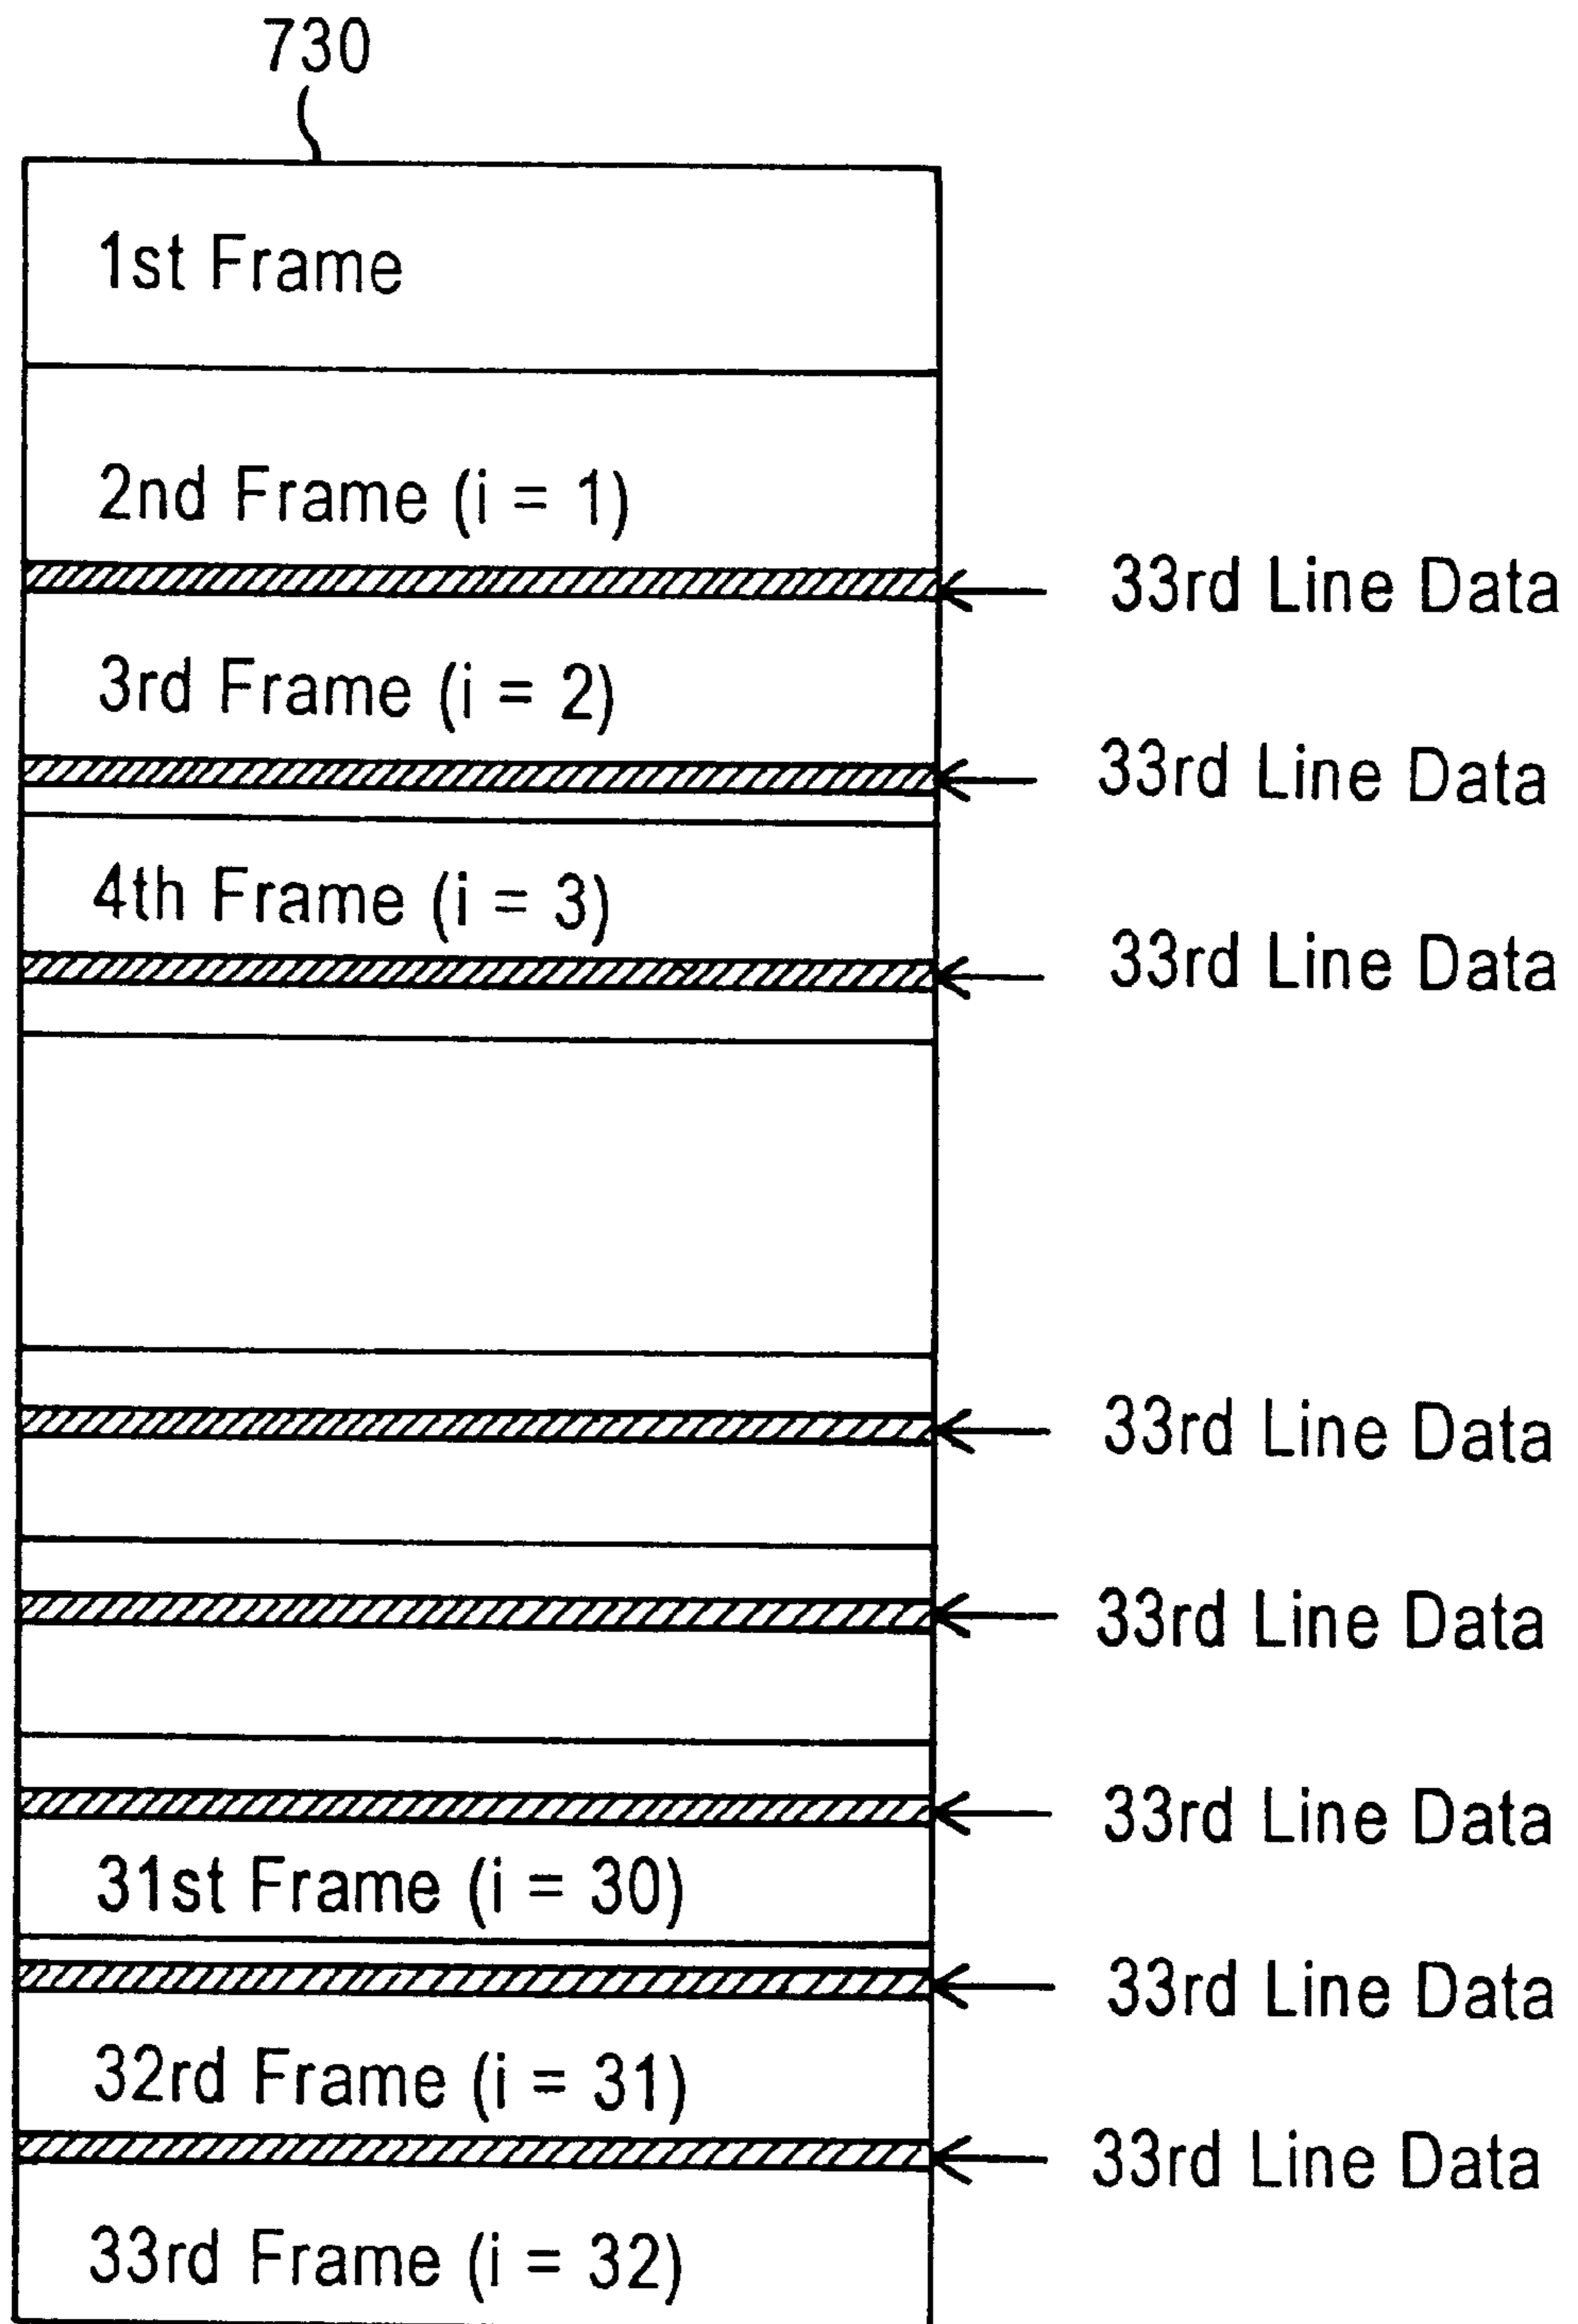 730
1st Frame
2nd Frame (i = 1)
33rd Line Data
3rd Frame (i = 2)
33rd Line Data
4th Frame (i = 3)
33rd Line Data
33rd Line Data
33rd Line Data
33rd Line Data
31st Frame (i = 30)
33rd Line Data
32rd Frame (i = 31)
33rd Line Data
33rd Frame (i = 32)